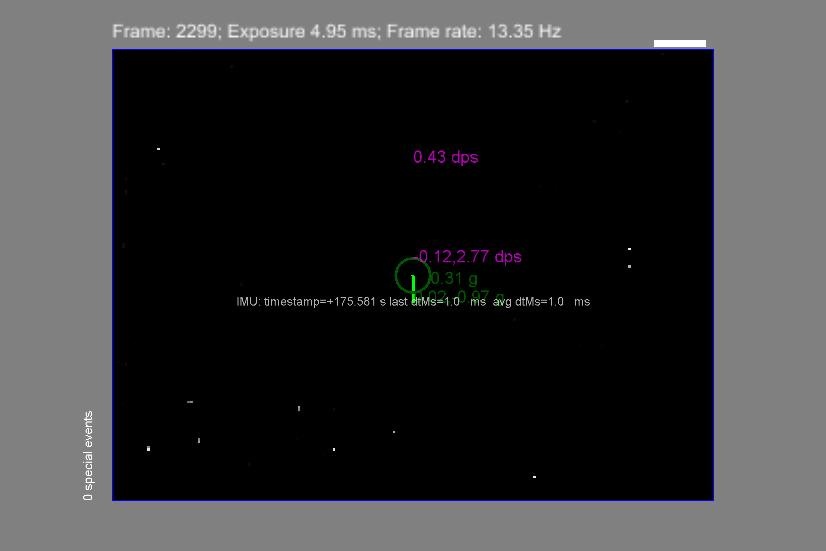 Frame: 2299; Exposure 4.95 ms; Frame rate: 13.35 Hz
0.43 dps
-0.12,2.77 dps
0.31 g
0.97 g
IMU: timestamp=+175.581 s last dtMs=1.0 ms avg dtMs=1.0 ms
0 special events